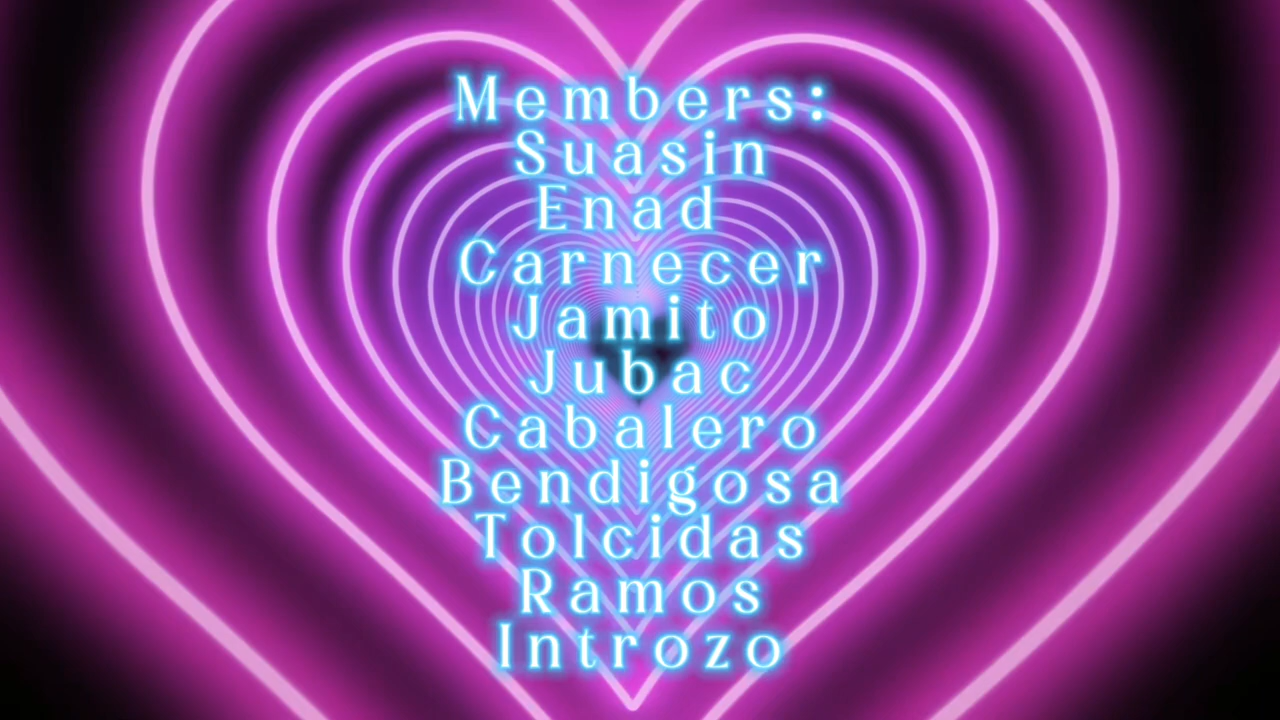 Members:
Suasin
Enad
Carnecer
Jamito
Jubac
Cabalero
Bendigosa
Tolcidas
Ramos
Introzo